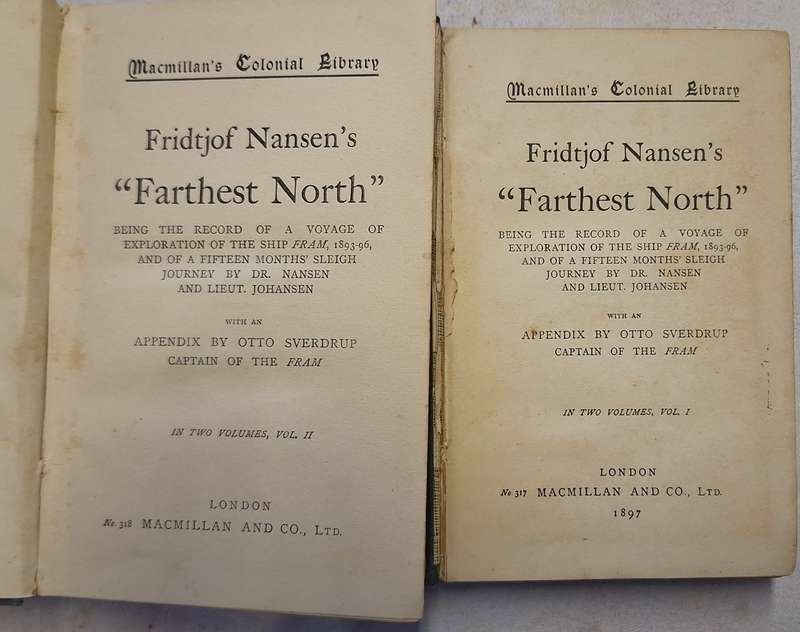 Macmillan's Colonial Library
Fridtjof Nansen's
"Farthest North"
BEING THE RECORD OF A VOYAGE OF
EXPLORATION OF THE SHIP FRAM, 1893-96,
AND OF A FIFTEEN MONTHS' SLEIGH
JOURNEY BY DR. NANSEN
AND LIEUT. JOHANSEN
WITH AN
APPENDIX BY OTTO SVERDRUP
CAPTAIN OF THE FRAM
IN TWO VOLUMES, VOL. II
LONDON
No. 318 MACMILLAN AND CO., LTD.
Macmillan's Colonial Library
Fridtjof Nansen's
"Farthest North"
BEING THE RECORD OF A VOYAGE OF
EXPLORATION OF THE SHIP FRAM, 1893-96,
AND OF A FIFTEEN MONTHS' SLEIGH
JOURNEY BY DR. NANSEN
AND LIEUT. JOHANSEN
WITH AN
APPENDIX BY OTTO SVERDRUP
CAPTAIN OF THE FRAM
IN TWO VOLUMES, VOL. I
LONDON
No. 317 MACMILLAN AND CO., LTD.
1897